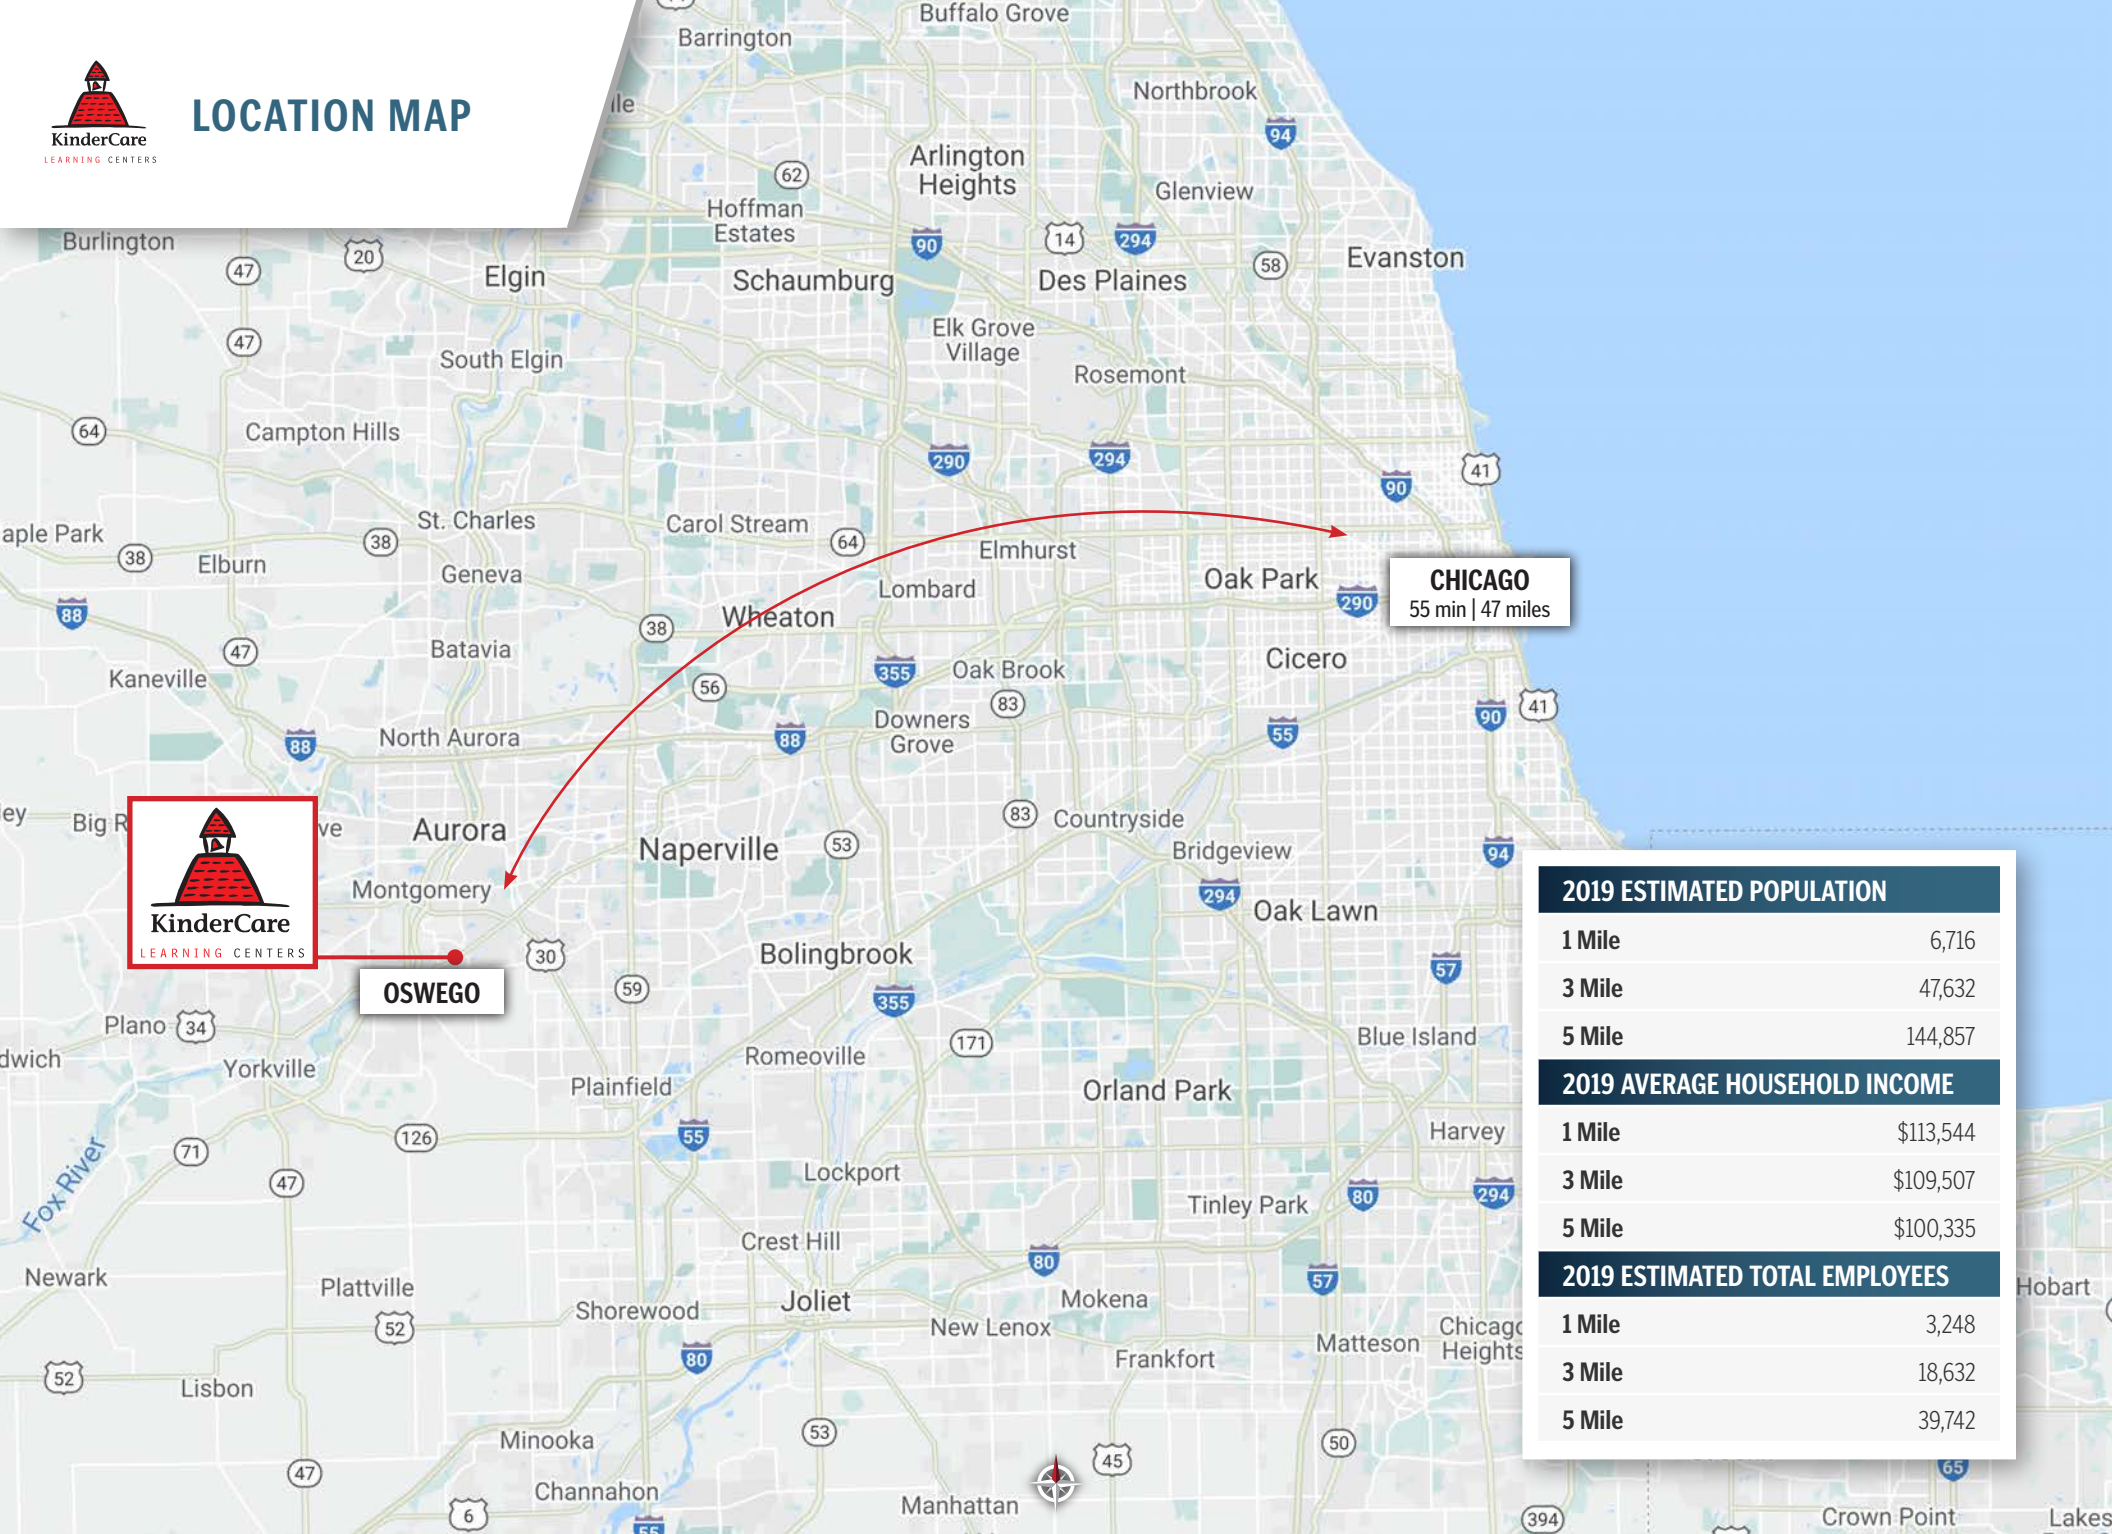 KinderCare
LEARNING CENTERS
LOCATION MAP
Buffalo Grove
Barrington
Northbrook
94
Arlington
Heights
62
Glenview
Hoffman
Estates
Burlington
47
20
90
14
294
58
Evanston
Elgin
Schaumburg
Des Plaines
Elk Grove
Village
47
South Elgin
Rosemont
64
Campton Hills
290
294
90
41
St. Charles
Carol Stream
aple Park
38
Elburn
38
64
Elmhurst
Geneva
Lombard
Oak Park
290
CHICAGO
55 min | 47 miles
88
Wheaton
38
47
Batavia
Cicero
Kaneville
56
355
Oak Brook
83
90
41
Downers
Grove
88
North Aurora
88
55
ey
Big R
ve
Aurora
Naperville
53
83
Countryside
Bridgeview
94
KinderCare
LEARNING CENTERS
Montgomery
294
Oak Lawn
30
Bolingbrook
57
OSWEGO
59
355
Plano
34
171
Blue Island
dwich
Yorkville
Romeoville
Plainfield
Orland Park
71
126
55
Harvey
Fox River
47
Lockport
Tinley Park
80
294
Crest Hill
80
57
Newark
Plattville
52
Shorewood
Joliet
Mokena
New Lenox
Matteson
Chicago
Heights
Hobart
52
Lisbon
80
Frankfort
Minooka
53
50
47
45
Channahon
Manhattan
6
55
394
65
Crown Point
Lakes
2019 ESTIMATED POPULATION
1 Mile 6,716
3 Mile 47,632
5 Mile 144,857
2019 AVERAGE HOUSEHOLD INCOME
1 Mile $113,544
3 Mile $109,507
5 Mile $100,335
2019 ESTIMATED TOTAL EMPLOYEES
1 Mile 3,248
3 Mile 18,632
5 Mile 39,742